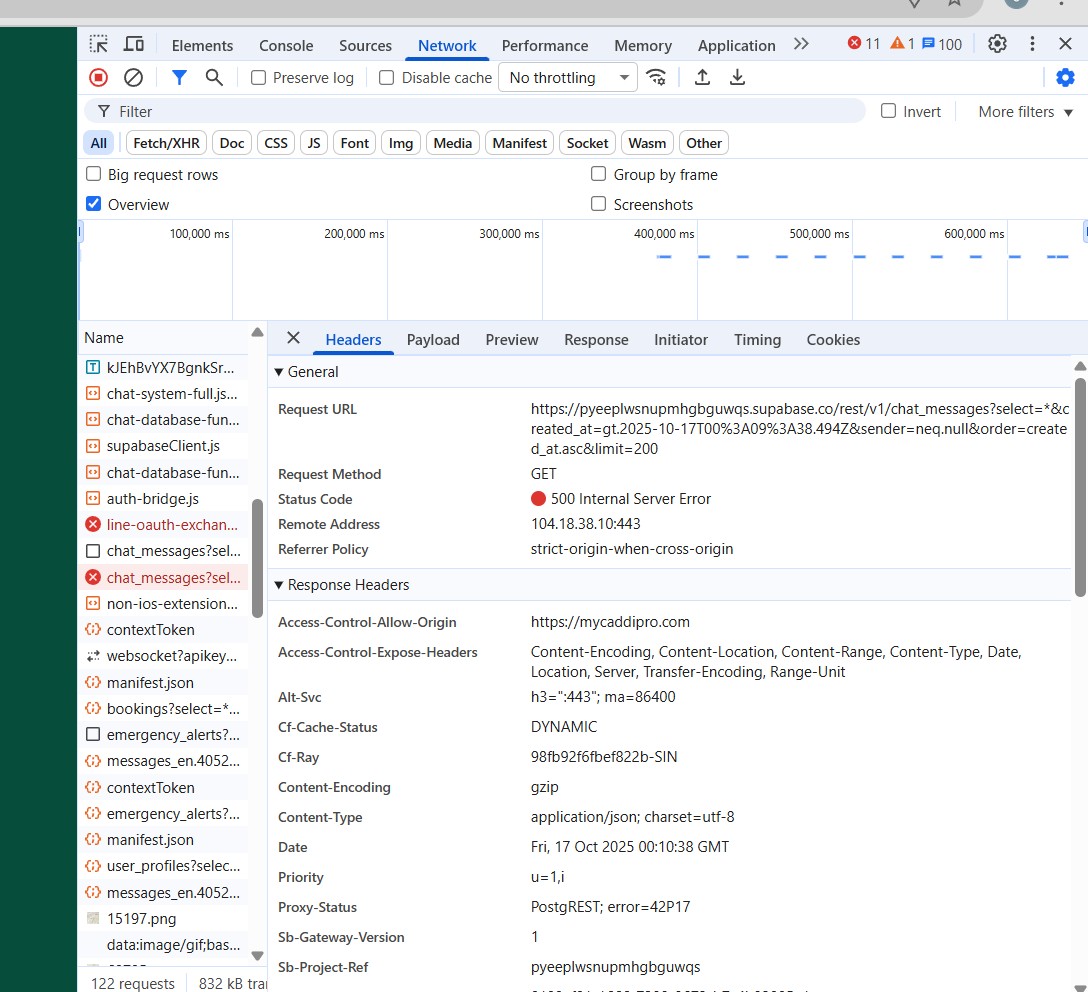 Elements Console Sources Network Performance Memory Application 11 1 100
Preserve log Disable cache No throttling
Filter Invert More filters
All Fetch/XHR Doc CSS JS Font Img Media Manifest Socket Wasm Other
Big request rows Group by frame
Overview Screenshots
100,000 ms 200,000 ms 300,000 ms 400,000 ms 500,000 ms 600,000 ms
Name
kJEhBvYX7BgnkSr...
chat-system-full.js...
chat-database-fun...
supabaseClient.js
chat-database-fun...
auth-bridge.js
line-oauth-exchan...
chat_messages?sel...
chat_messages?sel...
non-ios-extension...
contextToken
websocket?apikey...
manifest.json
bookings?select=*...
emergency_alerts?...
messages_en.4052...
contextToken
emergency_alerts?...
manifest.json
user_profiles?selec...
messages_en.4052...
15197.png
data:image/gif;bas...
122 requests 832 kB tra
Headers Payload Preview Response Initiator Timing Cookies
General
Request URL https://pyeeplwsnupmhgbguwqs.supabase.co/rest/v1/chat_messages?select=*&c
reated_at=gt.2025-10-17T00%3A09%3A38.494Z&sender=neq.null&order=create
d_at.asc&limit=200
Request Method GET
Status Code 500 Internal Server Error
Remote Address 104.18.38.10:443
Referrer Policy strict-origin-when-cross-origin
Response Headers
Access-Control-Allow-Origin https://mycaddipro.com
Access-Control-Expose-Headers Content-Encoding, Content-Location, Content-Range, Content-Type, Date,
Location, Server, Transfer-Encoding, Range-Unit
Alt-Svc h3=":443"; ma=86400
Cf-Cache-Status DYNAMIC
Cf-Ray 98fb92f6fbef822b-SIN
Content-Encoding gzip
Content-Type application/json; charset=utf-8
Date Fri, 17 Oct 2025 00:10:38 GMT
Priority u=1,i
Proxy-Status PostgREST; error=42P17
Sb-Gateway-Version 1
Sb-Project-Ref pyeeplwsnupmhgbguwqs